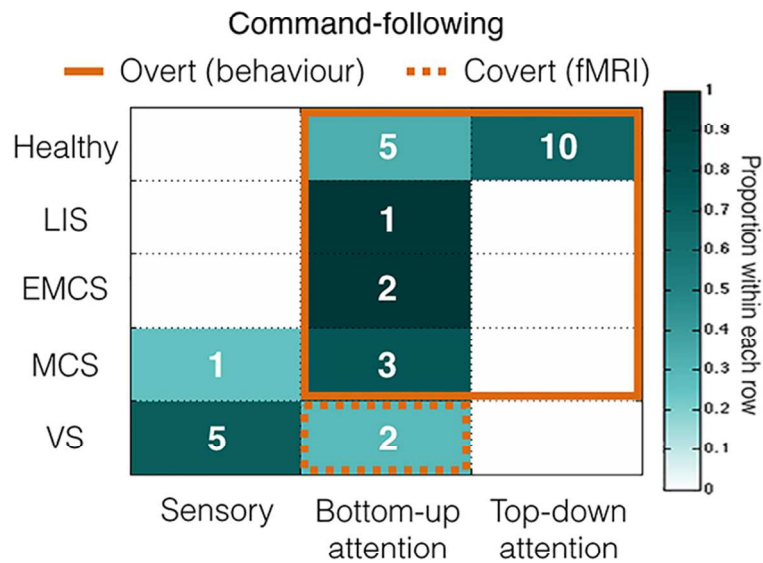 Command-following
Overt (behaviour) Covert (fMRI)
Healthy 5 10
LIS 1
EMCS 2
MCS 1 3
VS 5 2
Sensory Bottom-up attention Top-down attention
1
0.9
0.8
0.7
0.6
0.5
0.4
0.3
0.2
0.1
0
Proportion within each row